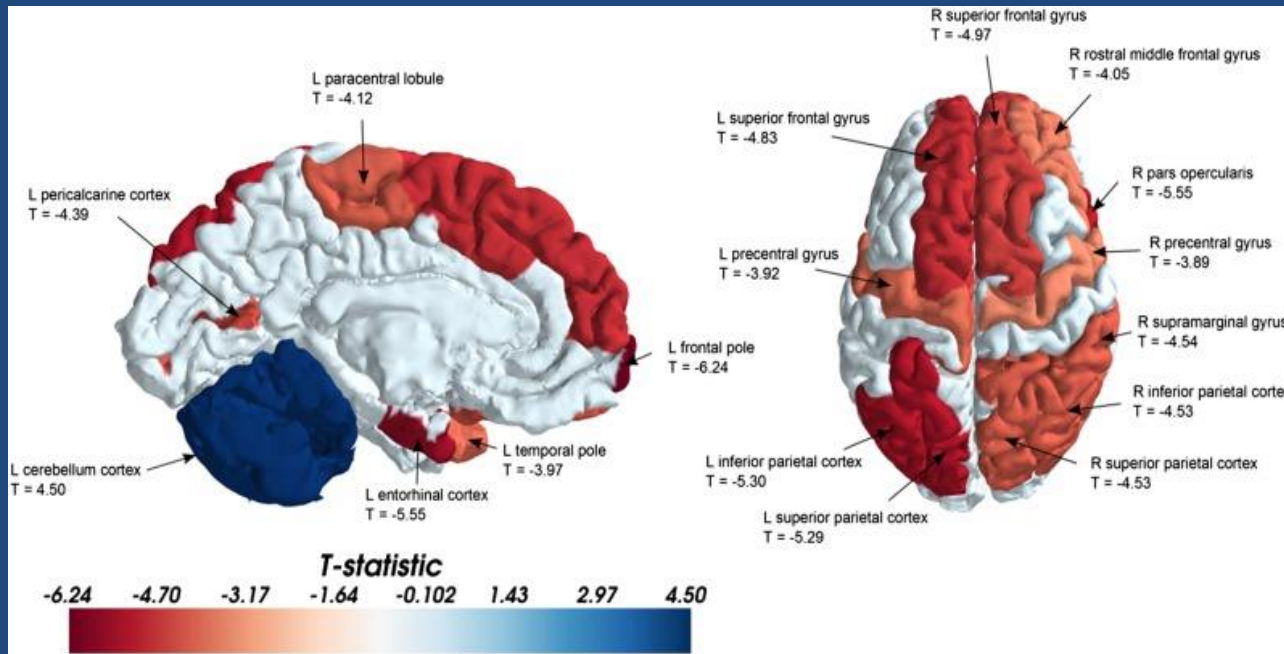 R superior frontal gyrus
T = -4.97
R rostral middle frontal gyrus
T = -4.05
L paracentral lobule
T = -4.12
L superior frontal gyrus
T = -4.83
L pericalcarine cortex
T = -4.39
R pars opercularis
T = -5.55
L precentral gyrus
T = -3.92
R precentral gyrus
T = -3.89
R supramarginal gyrus
T = -4.54
L frontal pole
T = -6.24
R inferior parietal corte
T = -4.53
L temporal pole
T = -3.97
L cerebellum cortex
T = 4.50
L entorhinal cortex
T = -5.55
L inferior parietal cortex
T = -5.30
R superior parietal cortex
T = -4.53
L superior parietal cortex
T = -5.29
T-statistic
-6.24 -4.70 -3.17 -1.64 -0.102 1.43 2.97 4.50